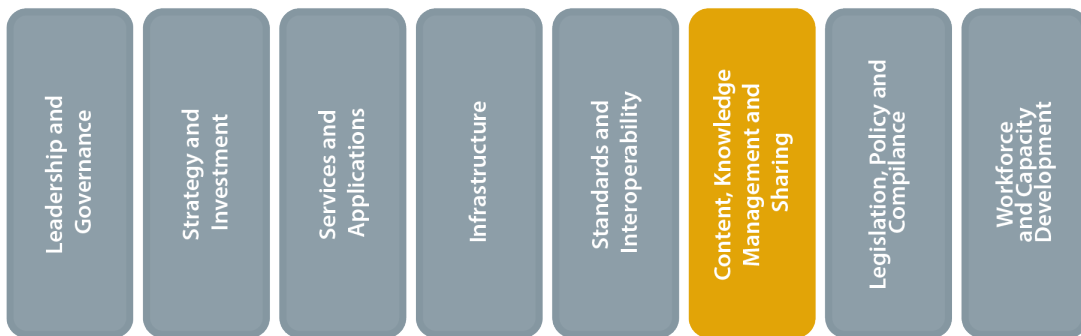 Leadership and
Governance
Strategy and
Investment
Services and
Applications
Infrastructure
Standards and
Interoperability
Content, Knowledge
Management and
Sharing
Legislation, Policy and
Compliance
Workforce
and Capacity
Development